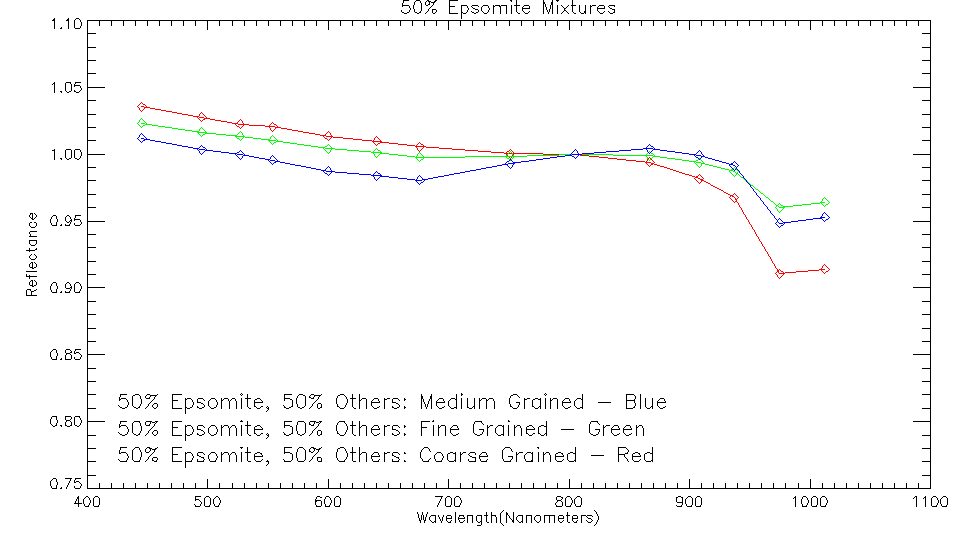 50% Epsomite Mixtures
1.10
1.05
1.00
0.95
0.90
0.85
0.80
0.75
Reflectance
50% Epsomite, 50% Others: Medium Grained – Blue
50% Epsomite, 50% Others: Fine Grained – Green
50% Epsomite, 50% Others: Coarse Grained – Red
400 500 600 700 800 900 1000 1100
Wavelength(Nanometers)